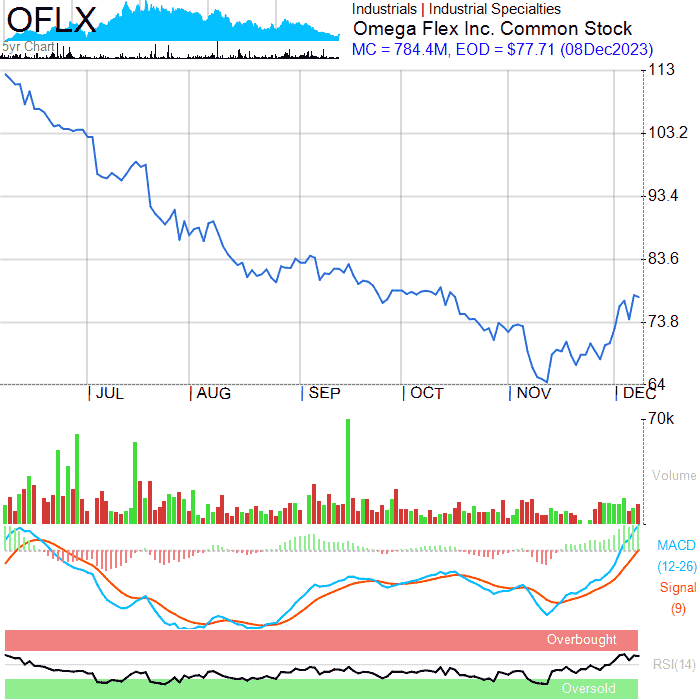 OFLX
5yr Chart
Industrials | Industrial Specialties
Omega Flex Inc. Common Stock
MC = 784.4M, EOD = $77.71 (08Dec2023)
113
103.2
93.4
83.6
73.8
64
JUL
AUG
SEP
OCT
NOV
DEC
70k
Volume
MACD
(12-26)
Signal
(9)
Overbought
RSI(14)
Oversold